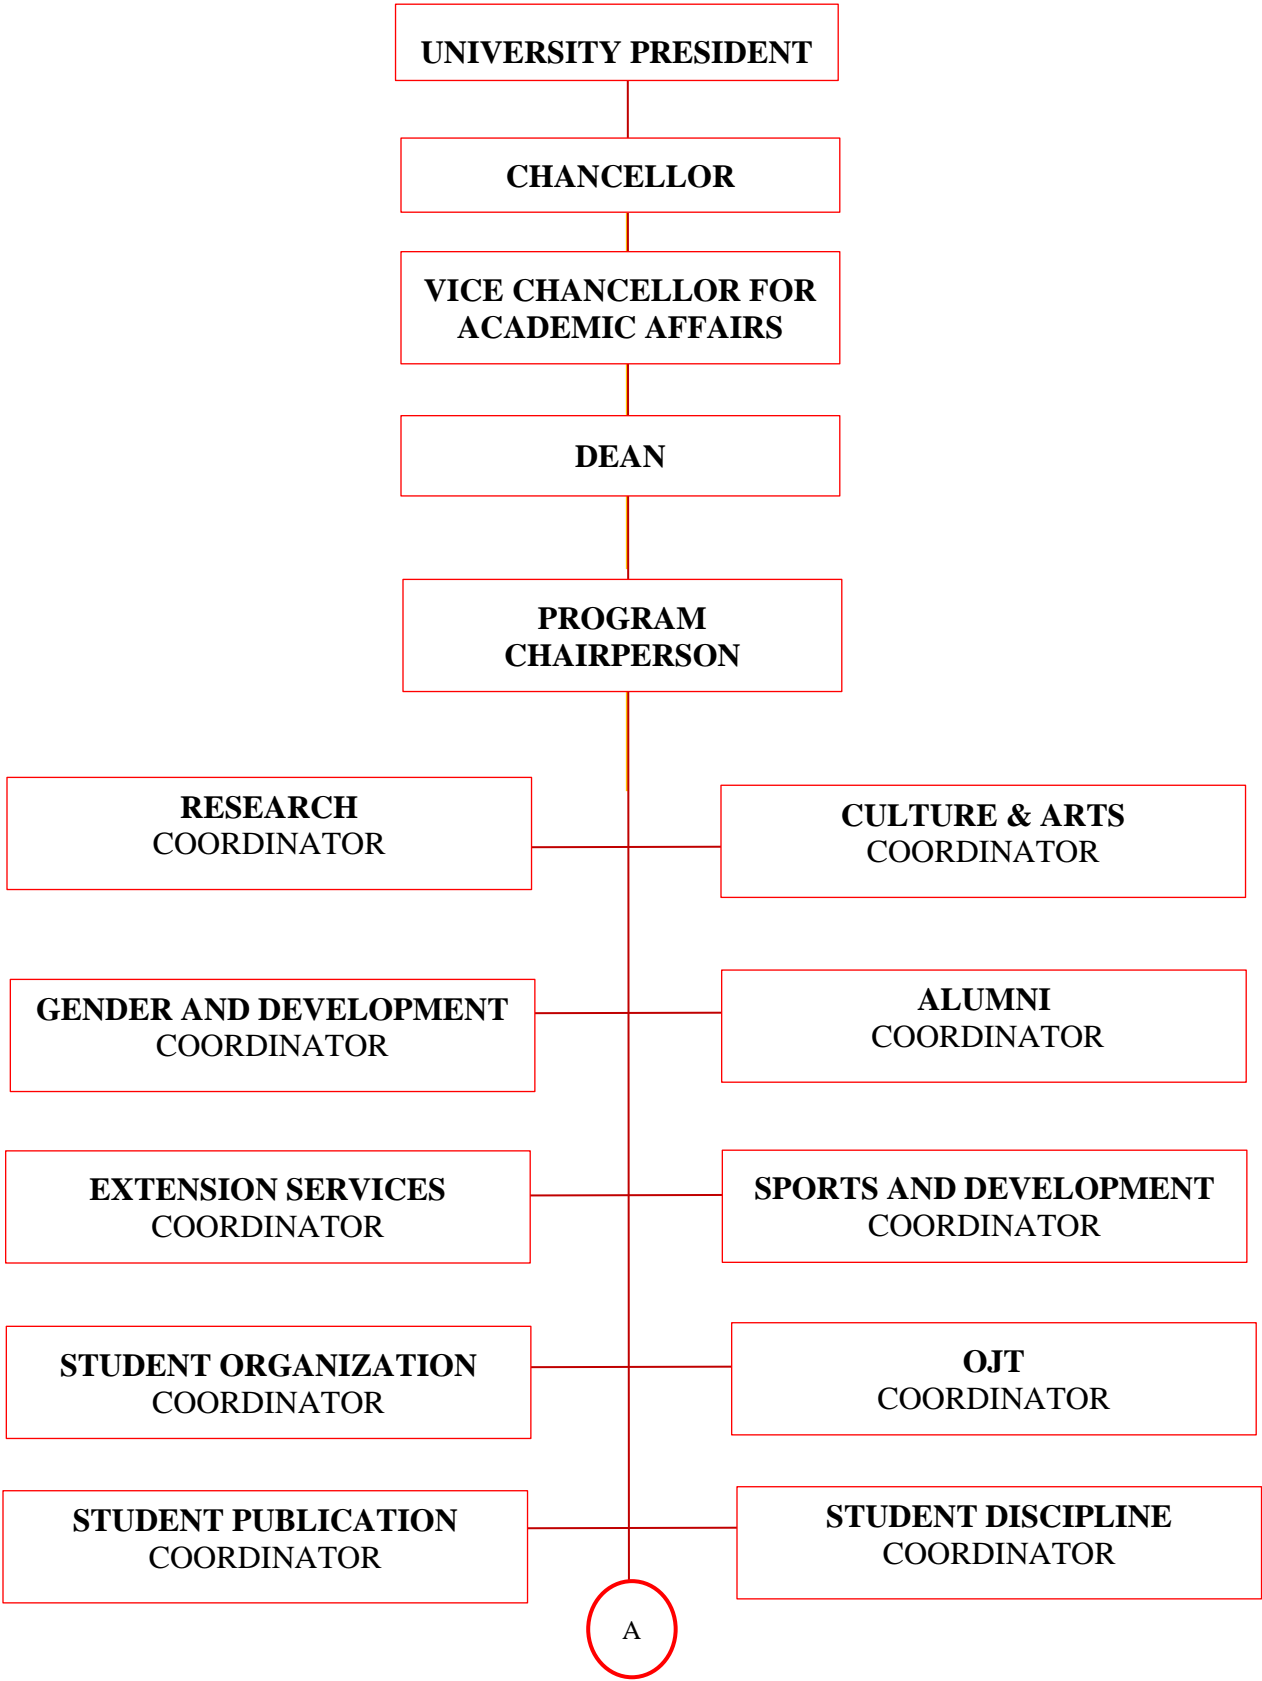 UNIVERSITY PRESIDENT
CHANCELLOR
VICE CHANCELLOR FOR
ACADEMIC AFFAIRS
DEAN
PROGRAM
CHAIRPERSON
RESEARCH
COORDINATOR
CULTURE & ARTS
COORDINATOR
GENDER AND DEVELOPMENT
COORDINATOR
ALUMNI
COORDINATOR
EXTENSION SERVICES
COORDINATOR
SPORTS AND DEVELOPMENT
COORDINATOR
STUDENT ORGANIZATION
COORDINATOR
OJT
COORDINATOR
STUDENT PUBLICATION
COORDINATOR
STUDENT DISCIPLINE
COORDINATOR
A